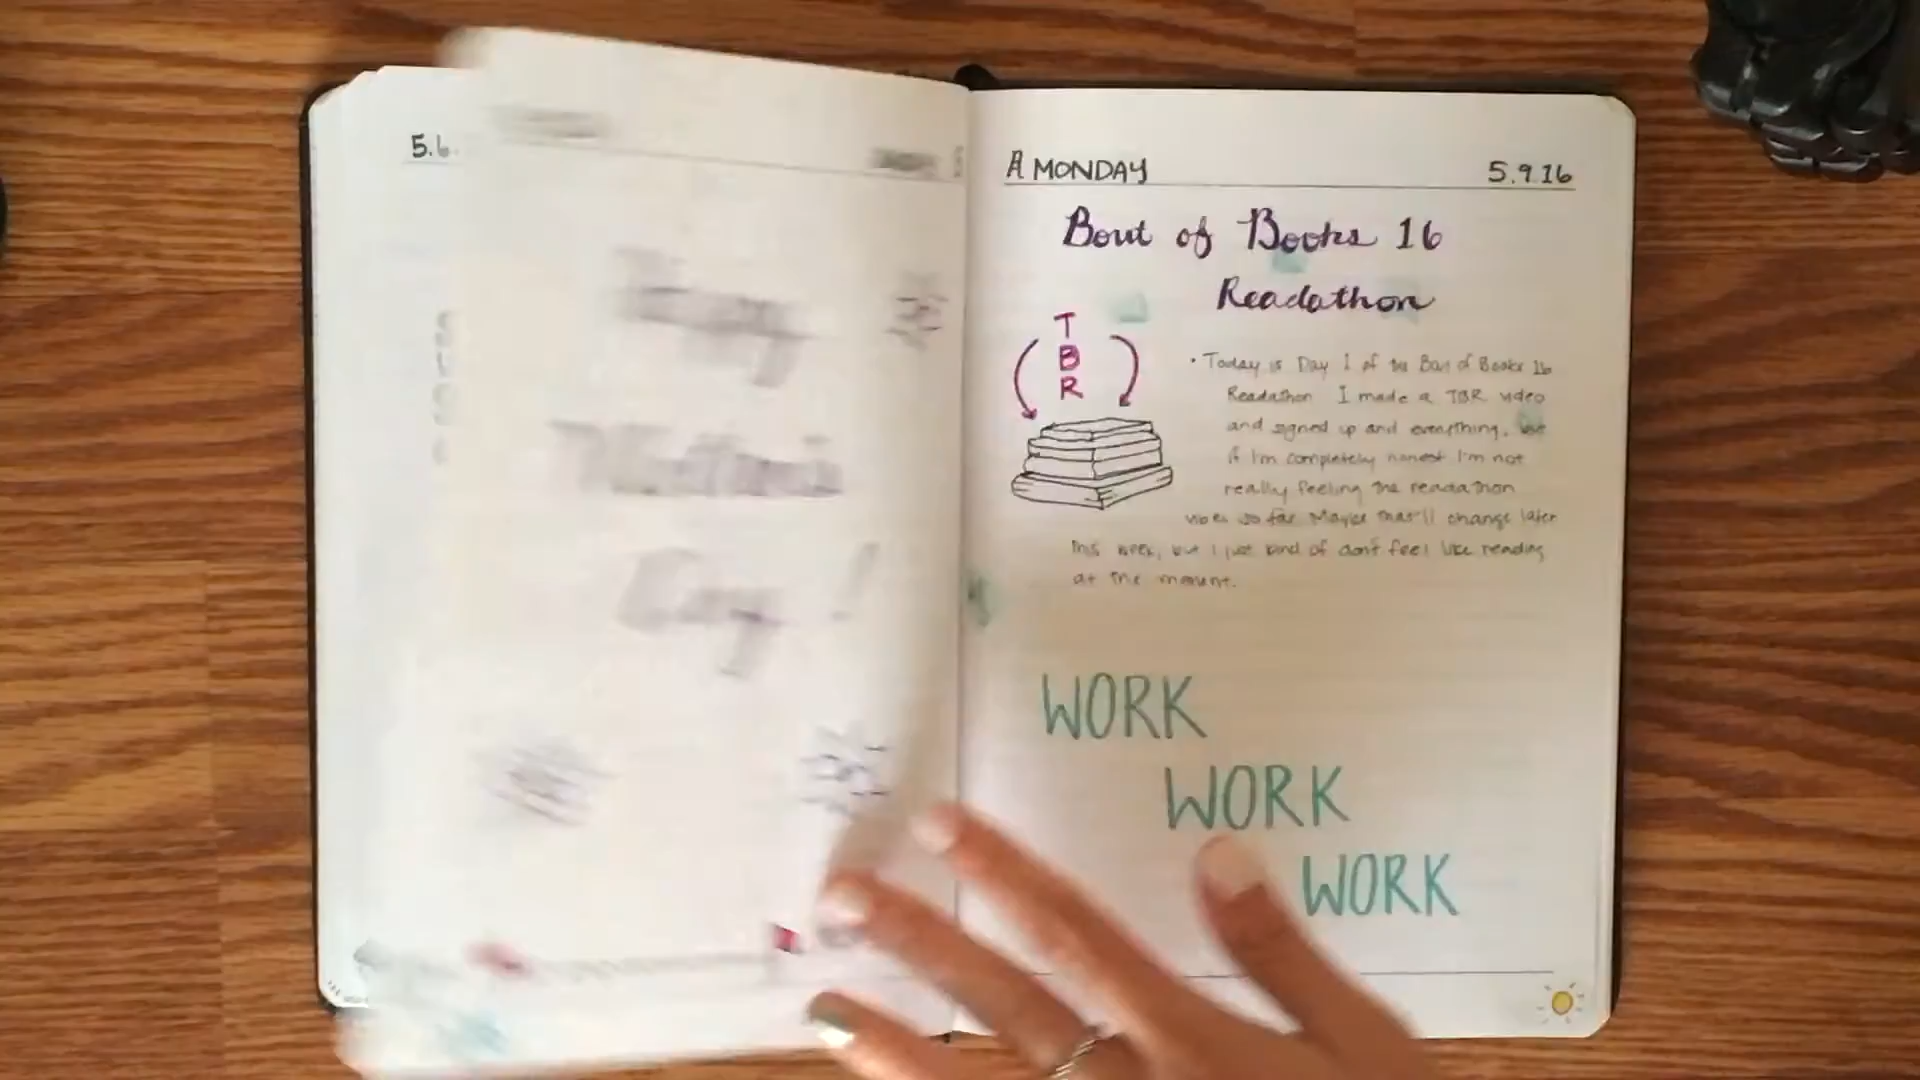 5.6.
A MONDAY 5.9.16
Bout of Books 16
Readathon
T
B
R
• Today is Day 1 of the Bout of Books 16
Readathon I made a TBR video
and signed up and everything, but
if I'm completely honest I'm not
really feeling the readathon
vibes so far. Maybe that'll change later
this week, but I just kind of don't feel like reading
at the moment.
WORK
WORK
WORK